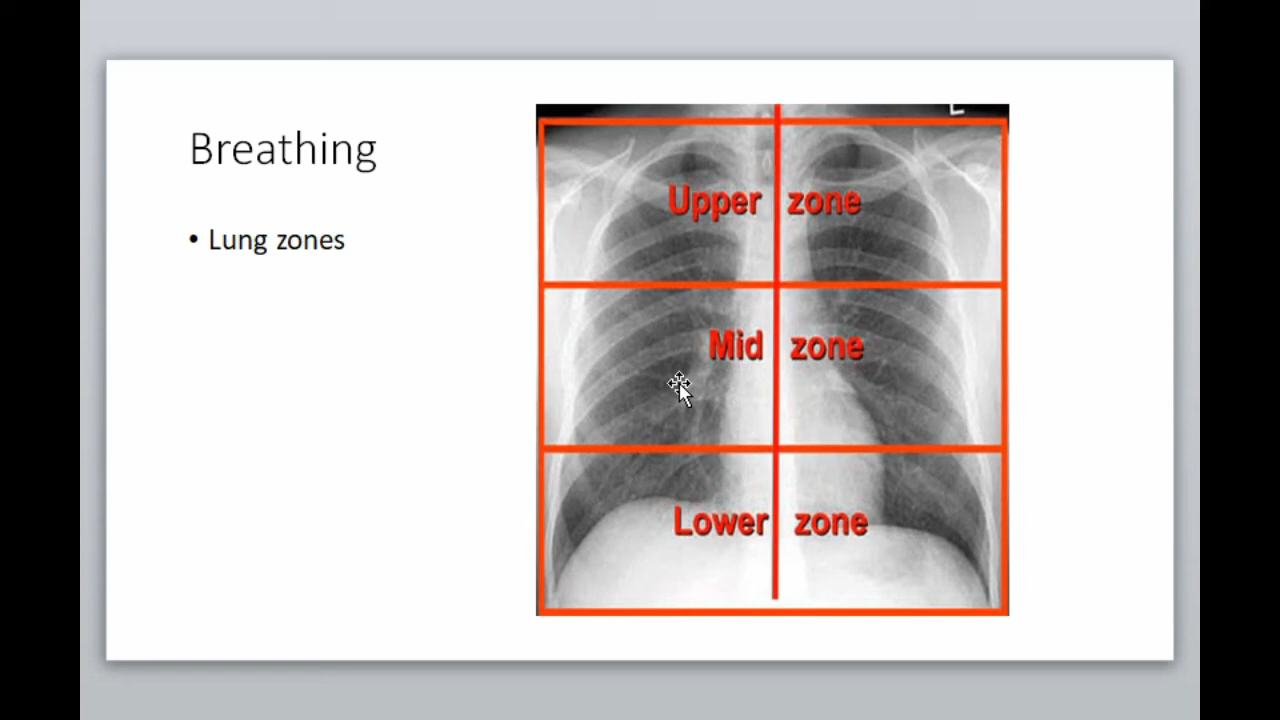 Breathing
• Lung zones
L
Upper zone
Mid zone
Lower zone